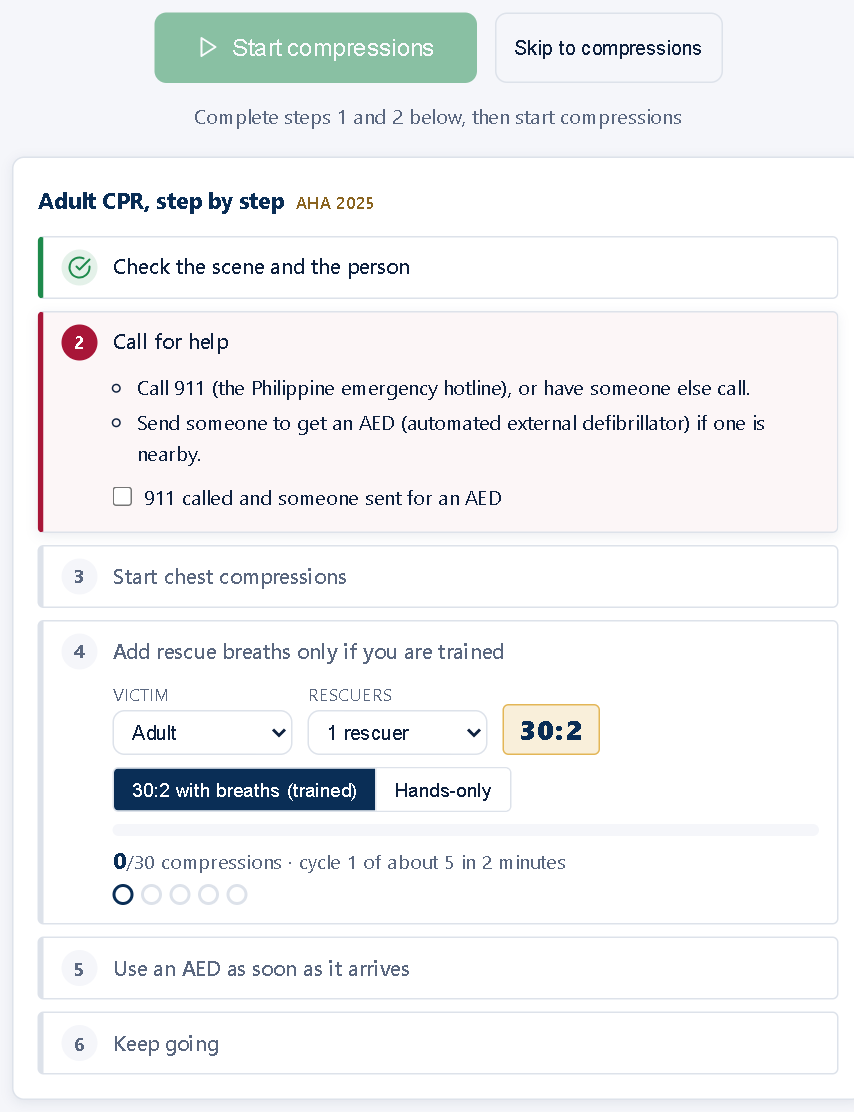 Start compressions
Skip to compressions
Complete steps 1 and 2 below, then start compressions
Adult CPR, step by step AHA 2025
Check the scene and the person
2 Call for help
Call 911 (the Philippine emergency hotline), or have someone else call.
Send someone to get an AED (automated external defibrillator) if one is
nearby.
911 called and someone sent for an AED
3 Start chest compressions
4 Add rescue breaths only if you are trained
VICTIM RESCUERS
Adult 1 rescuer 30:2
30:2 with breaths (trained) Hands-only
0/30 compressions · cycle 1 of about 5 in 2 minutes
5 Use an AED as soon as it arrives
6 Keep going